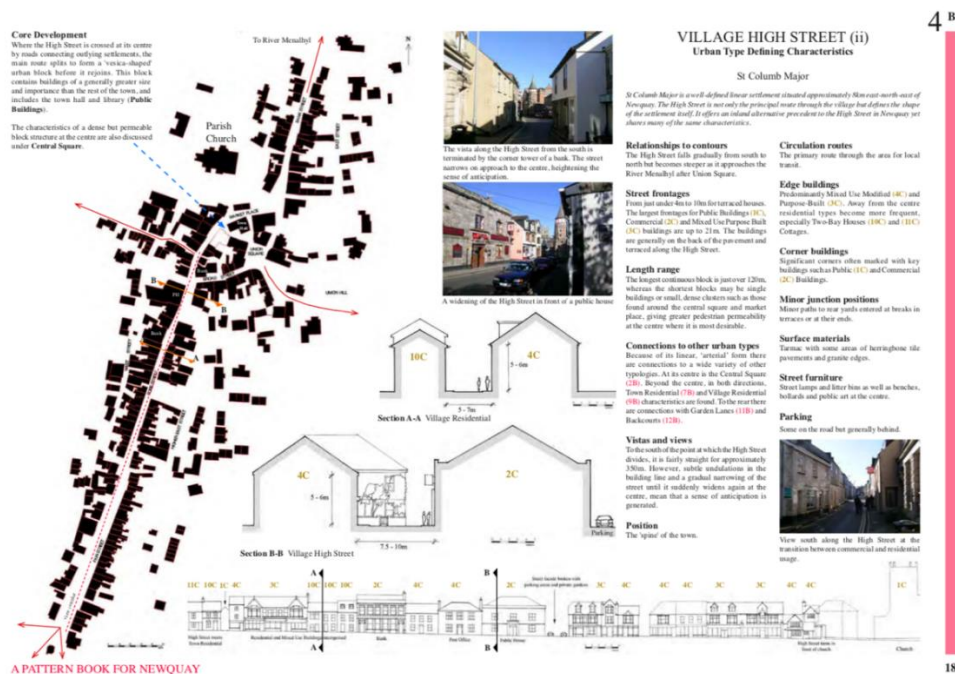 4 B
VILLAGE HIGH STREET (ii)
Urban Type Defining Characteristics
St Columb Major
St Columb Major is a well-defined linear settlement situated approximately 8km east-north-east of
Newquay. The High Street is not only the principal route through the village but defines the shape
of the settlement itself. It offers an inland alternative precedent to the High Street in Newquay yet
shares many of the same characteristics.
Core Development
Where the High Street is crossed at its centre
by roads connecting outlying settlements, the
main route splits to form a 'vesica-shaped'
urban block before it rejoins. This block
contains buildings of a generally greater size
and importance than the rest of the town, and
includes the town hall and library (Public
Buildings).
The characteristics of a dense but permeable
block structure at the centre are also discussed
under Central Square.
To River Menalhyl
N
Parish
Church
MARKET PLACE
UNION
SQUARE
UNION HILL
B
B
A
The vista along the High Street from the south is
terminated by the corner tower of a bank. The street
narrows on approach to the centre, heightening the
sense of anticipation.
A widening of the High Street in front of a public house
10C
4C
5 - 6m
5 - 7m
Section A-A Village Residential
4C
2C
5 - 6m
7.5 - 10m
Parking
Section B-B Village High Street
Relationships to contours
The High Street falls gradually from south to
north but becomes steeper as it approaches the
River Menalhyl after Union Square.
Street frontages
From just under 4m to 10m for terraced houses.
The largest frontages for Public Buildings (1C),
Commercial (2C) and Mixed Use Purpose Built
(3C) buildings are up to 21m. The buildings
are generally on the back of the pavement and
terraced along the High Street.
Length range
The longest continuous block is just over 120m,
whereas the shortest blocks may be single
buildings or small, dense clusters such as those
found around the central square and market
place, giving greater pedestrian permeability
at the centre where it is most desirable.
Connections to other urban types
Because of its linear, 'arterial' form there
are connections to a wide variety of other
typologies. At its centre is the Central Square
(2B). Beyond the centre, in both directions,
Town Residential (7B) and Village Residential
(9B) characteristics are found. To the rear there
are connections with Garden Lanes (11B) and
Backcourts (12B).
Vistas and views
To the south of the point at which the High Street
divides, it is fairly straight for approximately
350m. However, subtle undulations in the
building line and a gradual narrowing of the
street until it suddenly widens again at the
centre, mean that a sense of anticipation is
generated.
Position
The 'spine' of the town.
Circulation routes
The primary route through the area for local
transit.
Edge buildings
Predominantly Mixed Use Modified (4C) and
Purpose-Built (3C). Away from the centre
residential types become more frequent,
especially Two-Bay Houses (10C) and (11C)
Cottages.
Corner buildings
Significant corners often marked with key
buildings such as Public (1C) and Commercial
(2C) Buildings.
Minor junction positions
Minor paths to rear yards entered at breaks in
terraces or at their ends.
Surface materials
Tarmac with some areas of herringbone tile
pavements and granite edges.
Street furniture
Street lamps and litter bins as well as benches,
bollards and public art at the centre.
Parking
Some on the road but generally behind.
View south along the High Street at the
transition between commercial and residential
usage.
11C 10C 1C 4C 3C 10C 10C 10C 2C 4C 4C 2C 3C 4C 4C 4C 3C 3C 4C 4C 1C
A B
A B
High Street meets
Town Residential
Bank
Post Office
Public House
High Street turns in
front of church
Church
A PATTERN BOOK FOR NEWQUAY
18